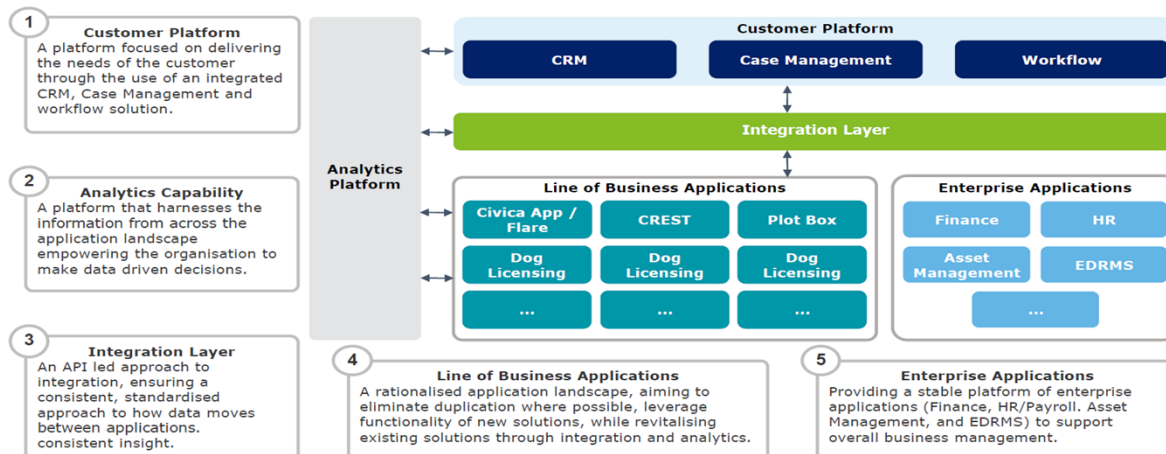 1
Customer Platform
A platform focused on delivering
the needs of the customer
through the use of an integrated
CRM, Case Management and
workflow solution.
2
Analytics Capability
A platform that harnesses the
information from across the
application landscape
empowering the organisation to
make data driven decisions.
3
Integration Layer
An API led approach to
integration, ensuring a
consistent, standardised
approach to how data moves
between applications.
consistent insight.
Analytics
Platform
Customer Platform
CRM
Case Management
Workflow
Integration Layer
Line of Business Applications
Civica App /
Flare
CREST
Plot Box
Dog
Licensing
Dog
Licensing
Dog
Licensing
...
...
...
Enterprise Applications
Finance
HR
Asset
Management
EDRMS
...
4
Line of Business Applications
A rationalised application landscape, aiming to
eliminate duplication where possible, leverage
functionality of new solutions, while revitalising
existing solutions through integration and analytics.
5
Enterprise Applications
Providing a stable platform of enterprise
applications (Finance, HR/Payroll. Asset
Management, and EDRMS) to support
overall business management.